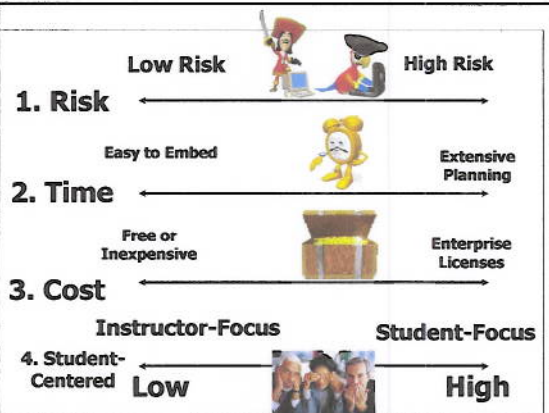 Low Risk High Risk
1. Risk
Easy to Embed Extensive
Planning
2. Time
Free or
Inexpensive
Enterprise
Licenses
3. Cost
Instructor-Focus Student-Focus
4. Student-
Centered
Low High